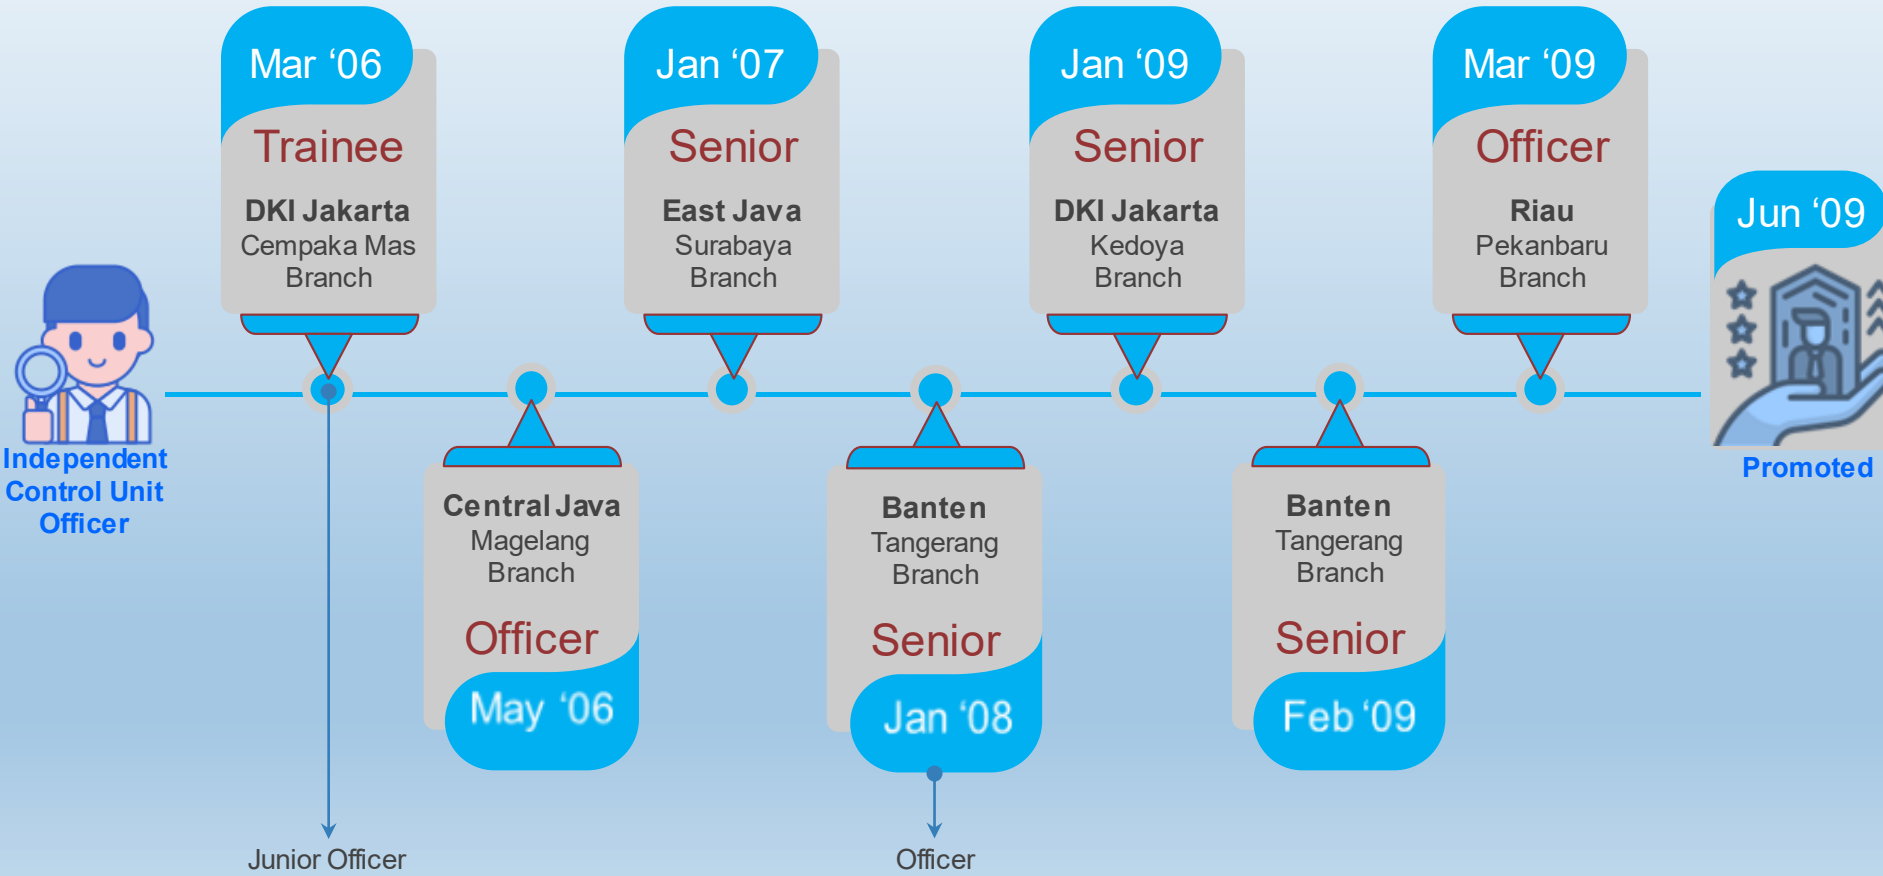 Mar ‘06
Trainee
DKI Jakarta
Cempaka Mas
Branch
Jan ‘07
Senior
East Java
Surabaya
Branch
Jan ‘09
Senior
DKI Jakarta
Kedoya
Branch
Mar ‘09
Officer
Riau
Pekanbaru
Branch
Jun ‘09
Promoted
Independent
Control Unit
Officer
Central Java
Magelang
Branch
Officer
May ‘06
Banten
Tangerang
Branch
Senior
Jan ‘08
Banten
Tangerang
Branch
Senior
Feb ‘09
Junior Officer
Officer